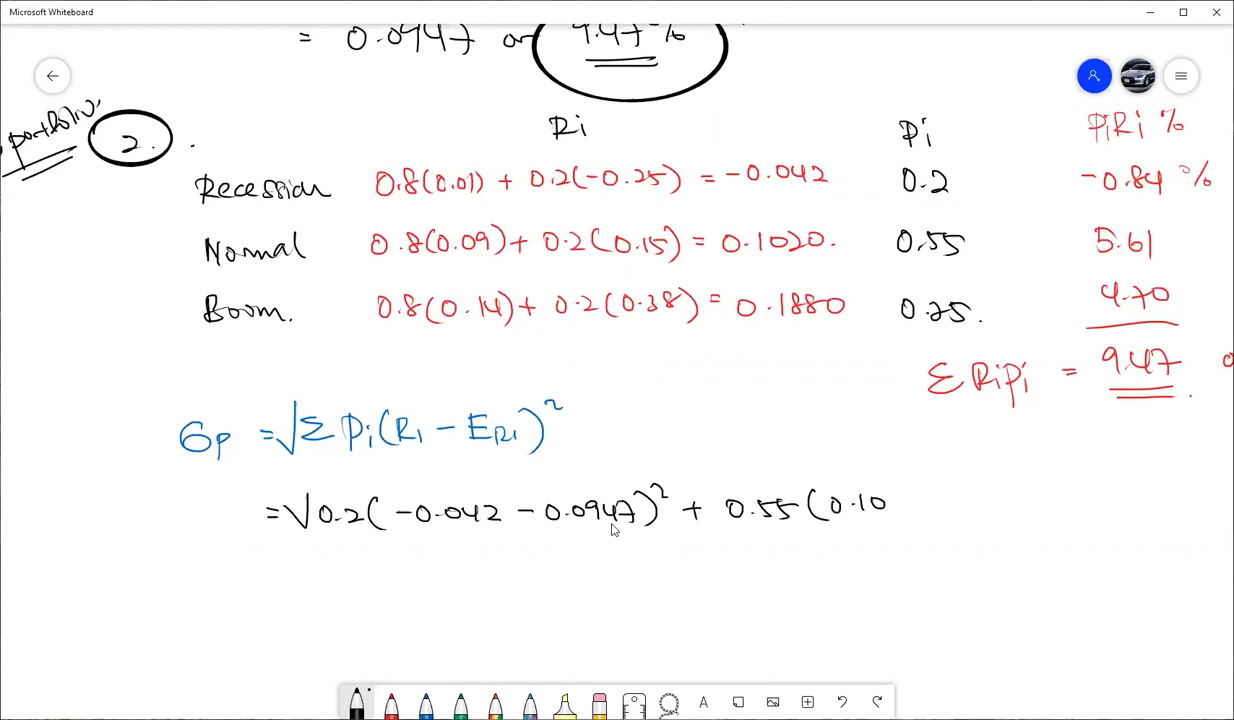 Microsoft Whiteboard
= 0.0947 or 9.47%
portfolio
2.
Ri Pi PiRi %
Recession 0.8(0.01) + 0.2(-0.25) = -0.042 0.2 -0.84 %
Normal 0.8(0.09) + 0.2(0.15) = 0.1020. 0.55 5.61
Boom. 0.8(0.14) + 0.2(0.38) = 0.1880 0.25. 4.70
Σ RiPi = 9.47
σp = √Σ Pi(Ri - ERi)²
= √0.2(-0.042 - 0.0947)² + 0.55(0.10
A